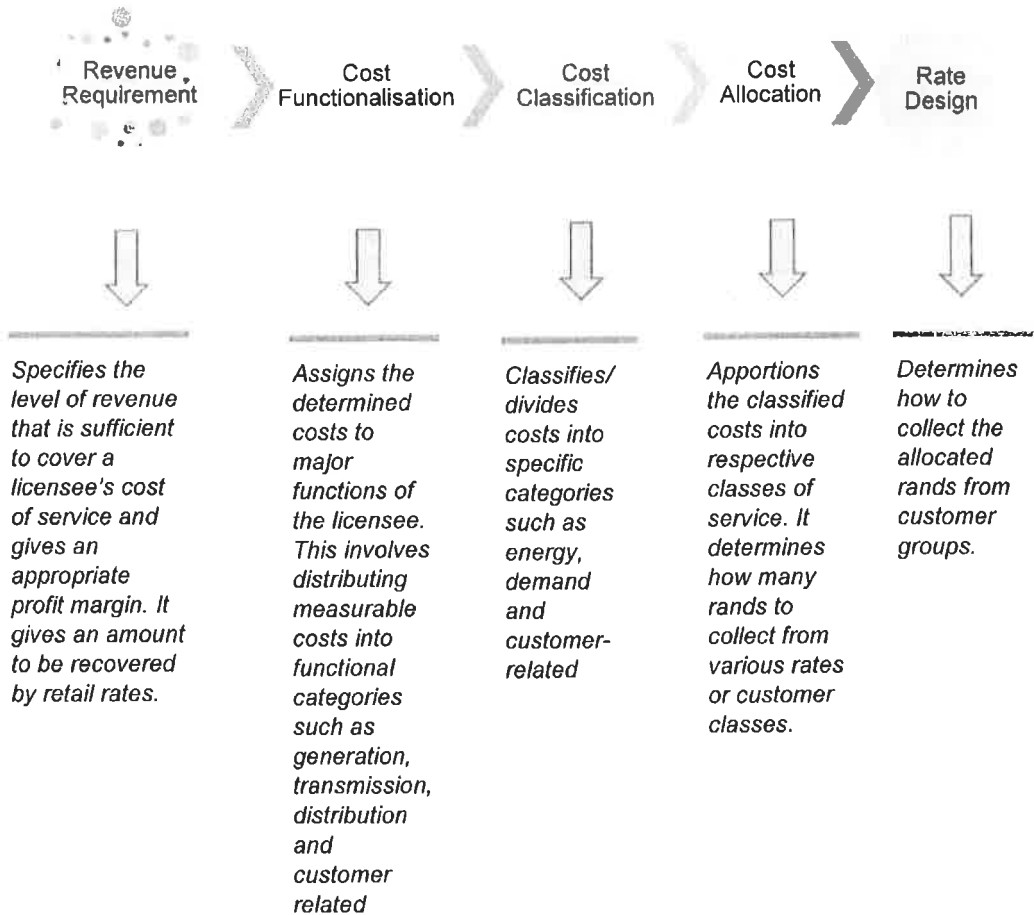 Revenue
Requirement
Cost
Functionalisation
Cost
Classification
Cost
Allocation
Rate
Design
Specifies the
level of revenue
that is sufficient
to cover a
licensee's cost
of service and
gives an
appropriate
profit margin. It
gives an amount
to be recovered
by retail rates.
Assigns the
determined
costs to
major
functions of
the licensee.
This involves
distributing
measurable
costs into
functional
categories
such as
generation,
transmission,
distribution
and
customer
related
Classifies/
divides
costs into
specific
categories
such as
energy,
demand
and
customer-
related
Apportions
the classified
costs into
respective
classes of
service. It
determines
how many
rands to
collect from
various rates
or customer
classes.
Determines
how to
collect the
allocated
rands from
customer
groups.